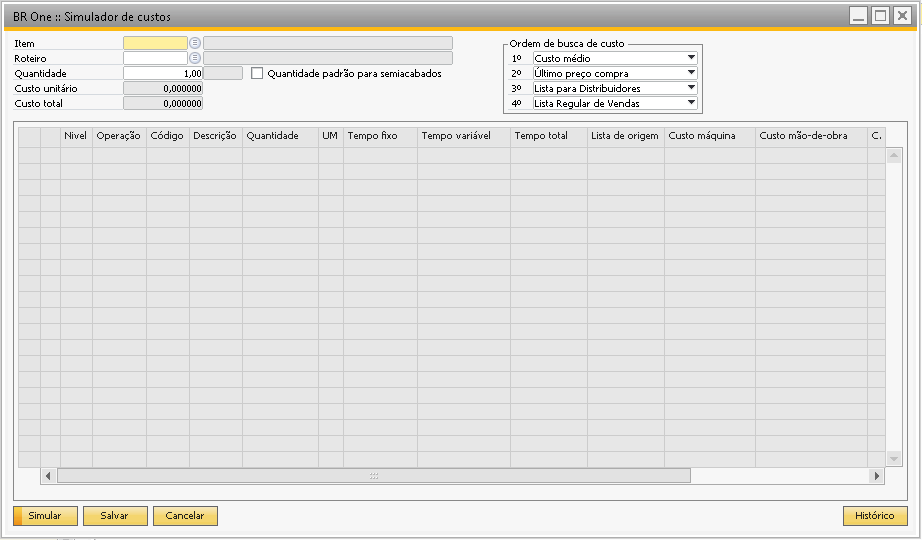 BR One :: Simulador de custos
Item
Roteiro
Quantidade 1,00 Quantidade padrão para semiacabados
Custo unitário 0,000000
Custo total 0,000000
Ordem de busca de custo
1º Custo médio
2º Último preço compra
3º Lista para Distribuidores
4º Lista Regular de Vendas
Nivel Operação Código Descrição Quantidade UM Tempo fixo Tempo variável Tempo total Lista de origem Custo máquina Custo mão-de-obra C.
Simular Salvar Cancelar Histórico